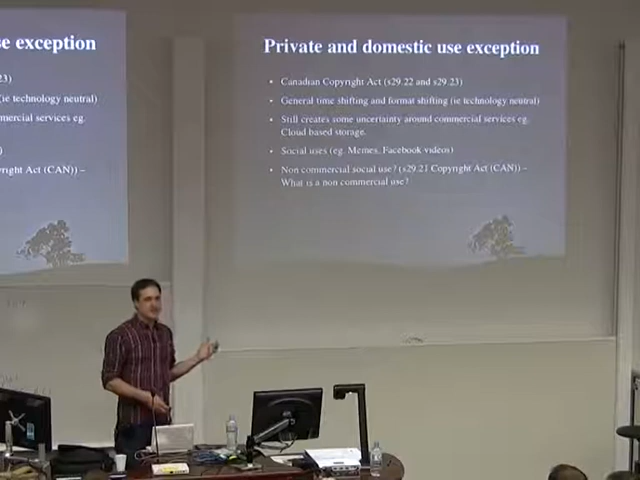 e exception
23)
(ie technology neutral)
mercial services eg.
)
right Act (CAN)) –
Private and domestic use exception
• Canadian Copyright Act (s29.22 and s29.23)
• General time shifting and format shifting (ie technology neutral)
• Still creates some uncertainty around commercial services eg.
Cloud based storage.
• Social uses (eg. Memes, Facebook videos)
• Non commercial social use? (s29.21 Copyright Act (CAN)) –
What is a non commercial use?